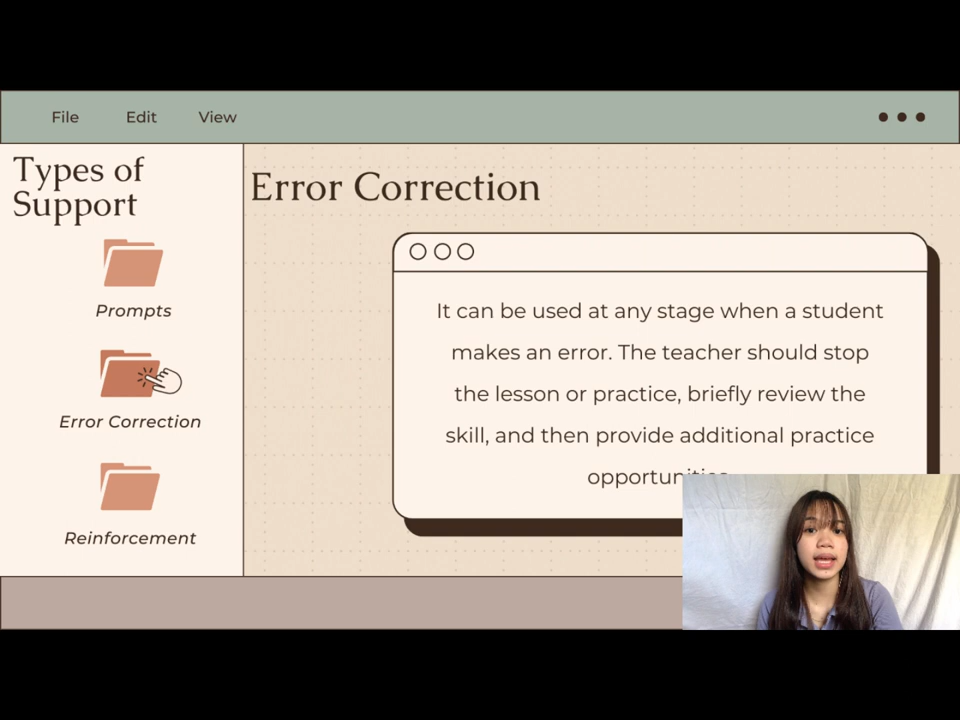 File Edit View
Types of
Support
Prompts
Error Correction
Reinforcement
Error Correction
It can be used at any stage when a student
makes an error. The teacher should stop
the lesson or practice, briefly review the
skill, and then provide additional practice